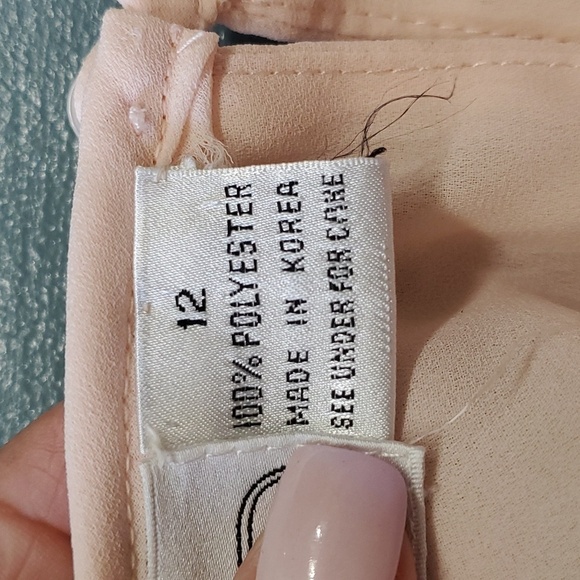 12
100% POLYESTER
MADE IN KOREA
SEE UNDER FOR CARE